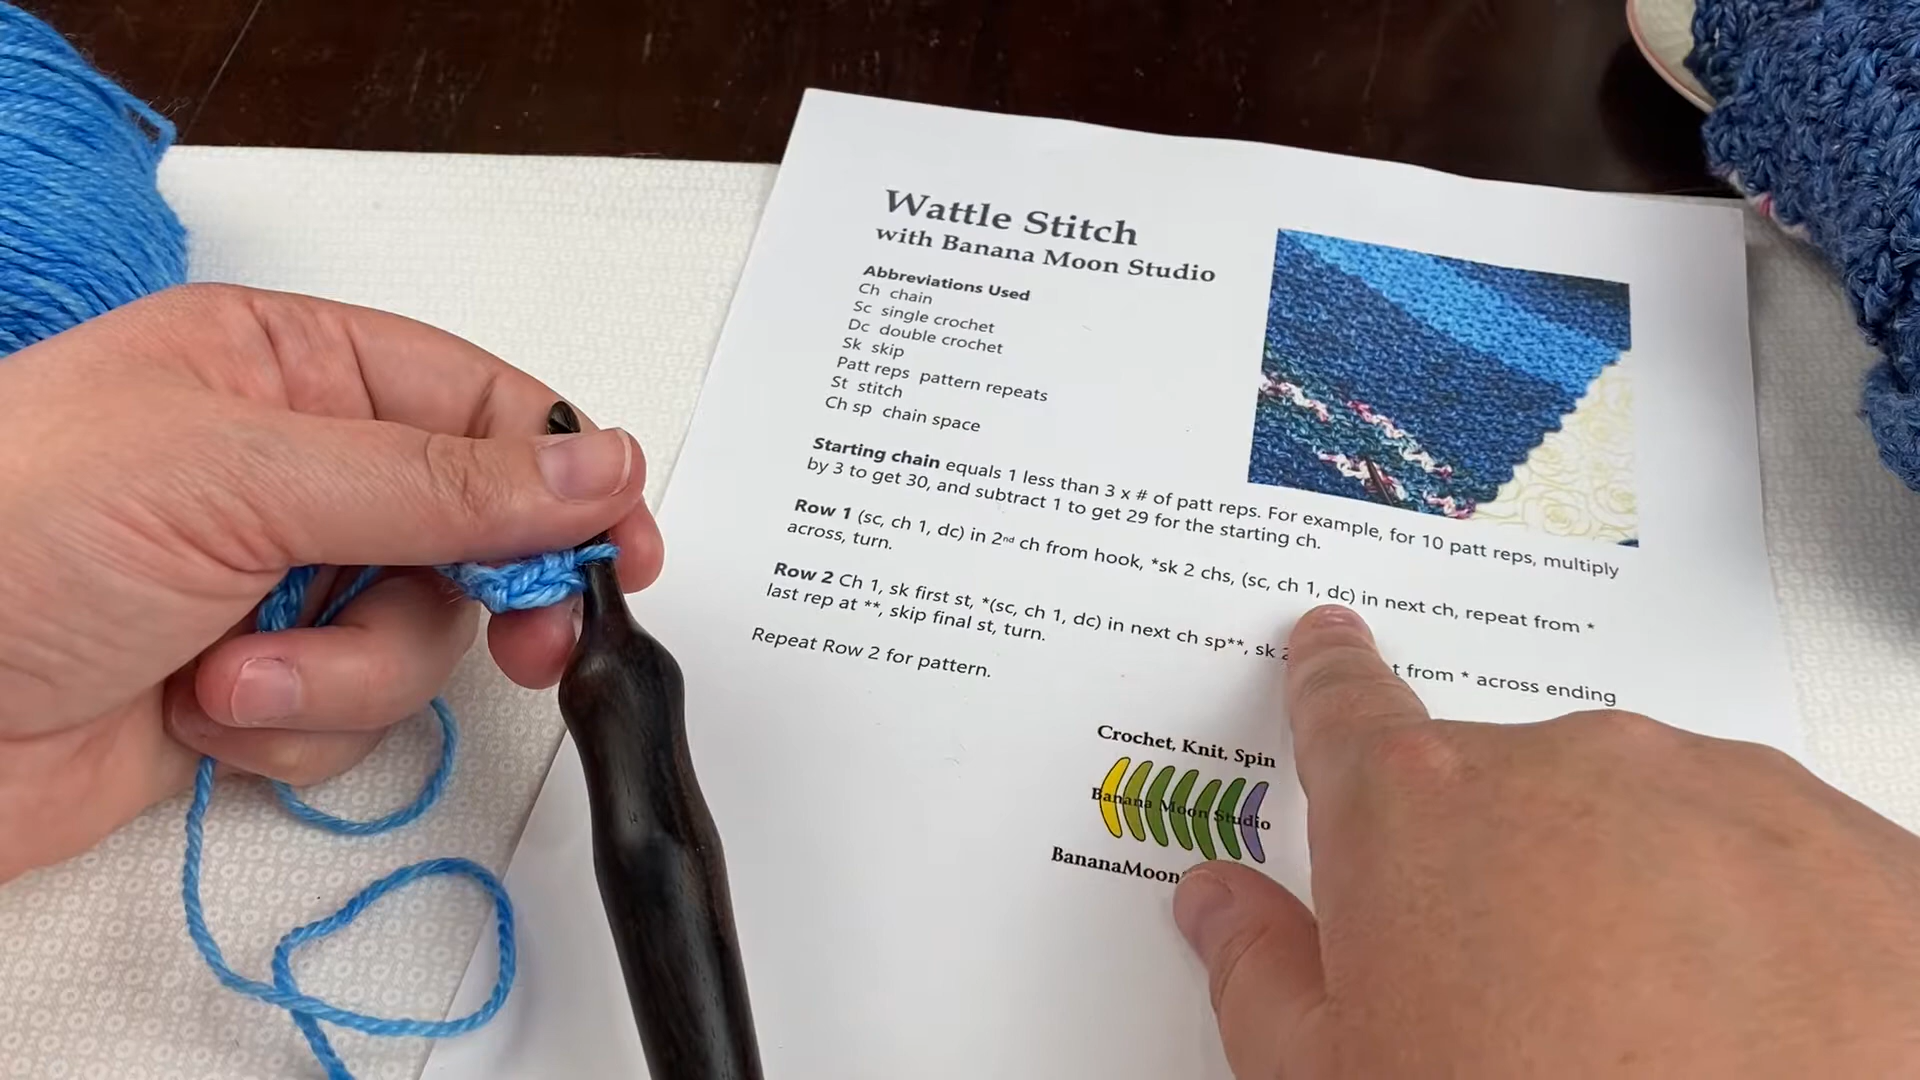 Wattle Stitch
with Banana Moon Studio
Abbreviations Used
Ch chain
Sc single crochet
Dc double crochet
Sk skip
Patt reps pattern repeats
St stitch
Ch sp chain space
Starting chain equals 1 less than 3 x # of patt reps. For example, for 10 patt reps, multiply
by 3 to get 30, and subtract 1 to get 29 for the starting ch.
Row 1 (sc, ch 1, dc) in 2nd ch from hook, *sk 2 chs, (sc, ch 1, dc) in next ch, repeat from *
across, turn.
Row 2 Ch 1, sk first st, *(sc, ch 1, dc) in next ch sp**, sk from * across ending
last rep at **, skip final st, turn.
Repeat Row 2 for pattern.
Crochet, Knit, Spin
Banana Moon Studio
BananaMoon